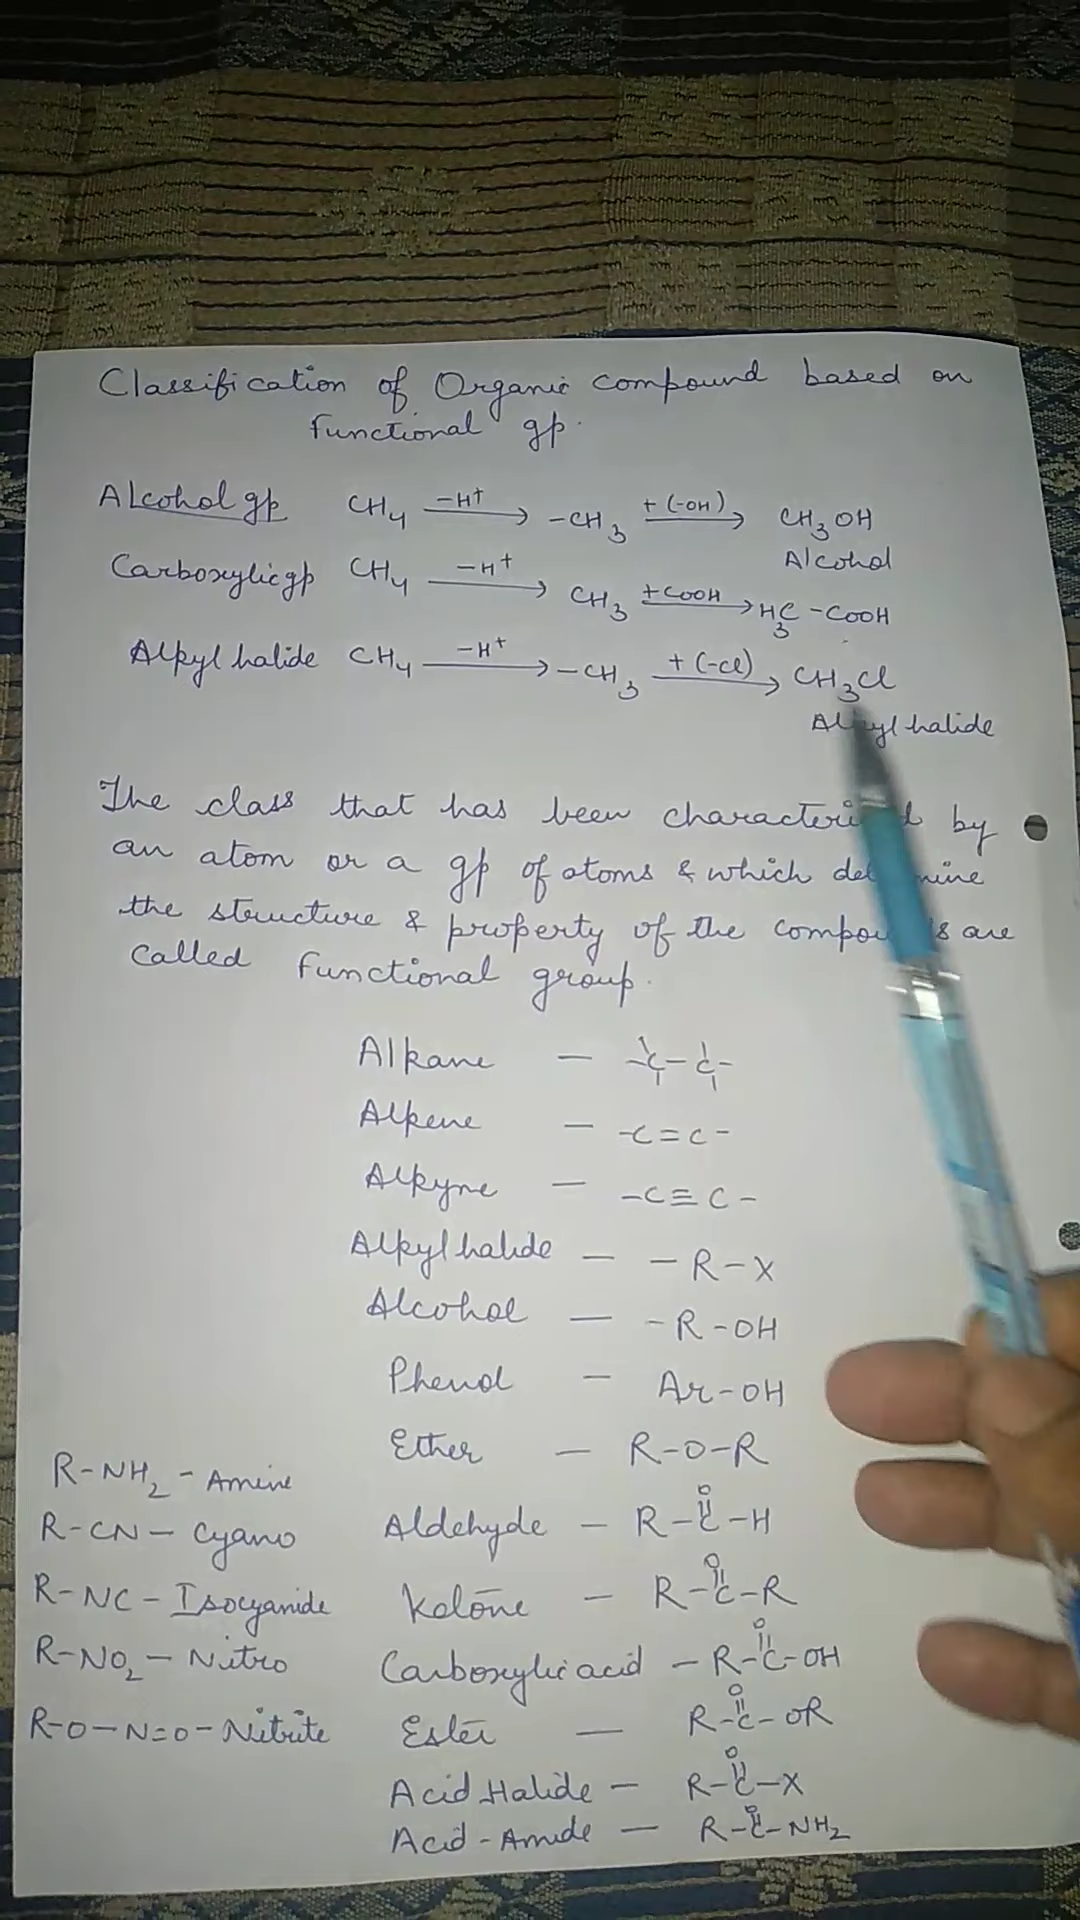 Classification of Organic compound based on
functional gp.
Alcohol gp CH4 —-H+→ -CH3 —+(-OH)→ CH3OH
Alcohol
Carboxylic gp CH4 —-H+→ CH3 —+COOH→ H3C-COOH
Alkyl halide CH4 —-H+→ -CH3 —+(-Cl)→ CH3Cl
Alkyl halide
The class that has been by
an atom or a gp of atoms & which
the structure & property of the are
called functional group.
Alkane — -C-C-
Alkene — -C=C-
Alkyne — -C≡C-
Alkyl halide — -R-X
Alcohol — -R-OH
Phenol — Ar-OH
Ether — R-O-R
Aldehyde — R-C(=O)-H
Ketone — R-C(=O)-R
Carboxylic acid — R-C(=O)-OH
Ester — R-C(=O)-OR
Acid Halide — R-C(=O)-X
Acid-Amide — R-C(=O)-NH2
R-NH2 - Amine
R-CN - Cyano
R-NC - Isocyanide
R-NO2 - Nitro
R-O-N=O - Nitrite